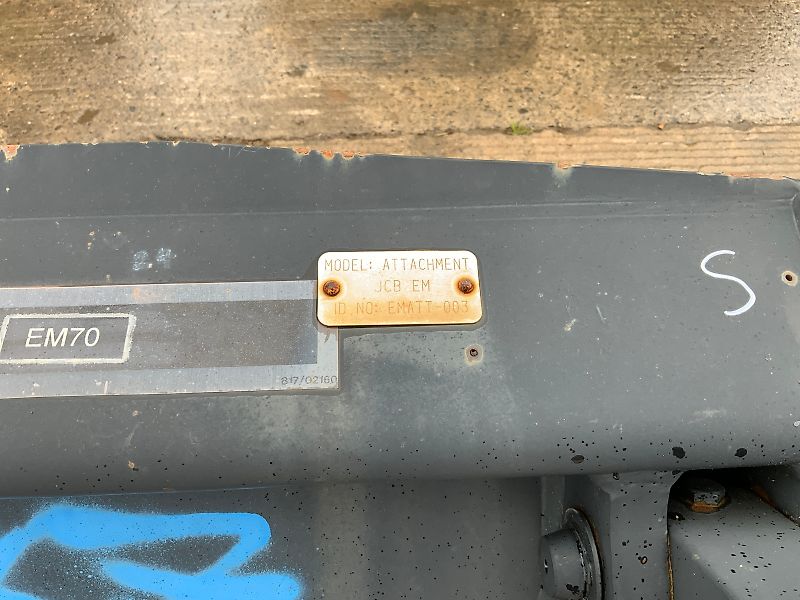 MODEL: ATTACHMENT
JCB EM
ID NO: EMATT-003
EM70
817/02160
S